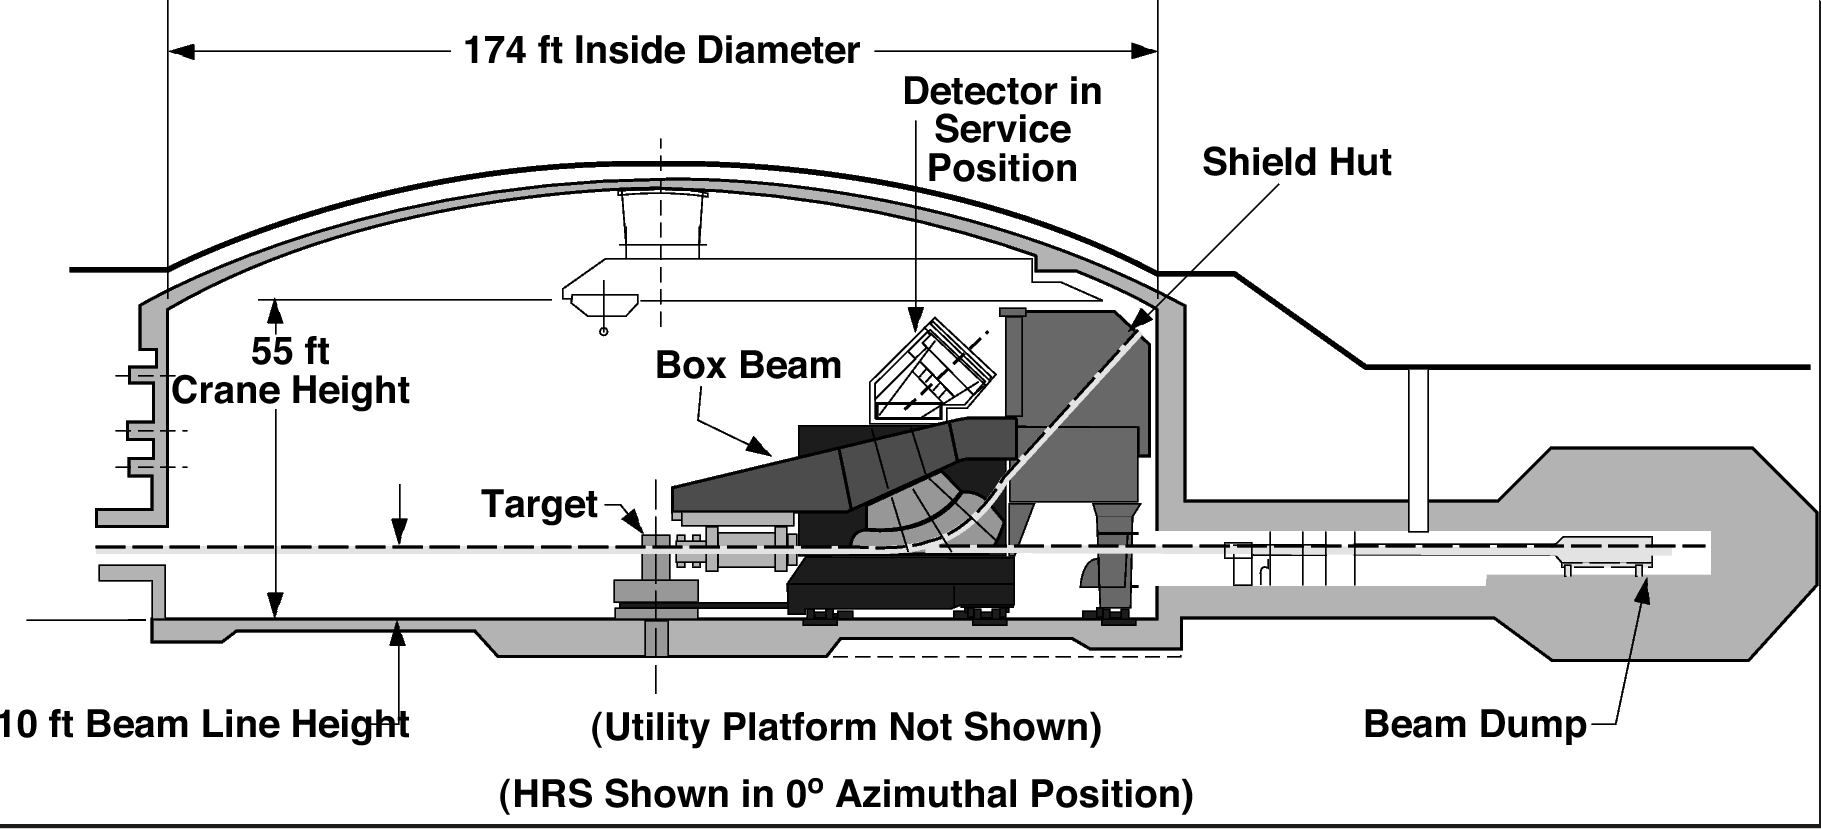 174 ft Inside Diameter
Detector in
Service
Position
Shield Hut
55 ft
Crane Height
Box Beam
Target
10 ft Beam Line Height
(Utility Platform Not Shown)
Beam Dump
(HRS Shown in 0º Azimuthal Position)